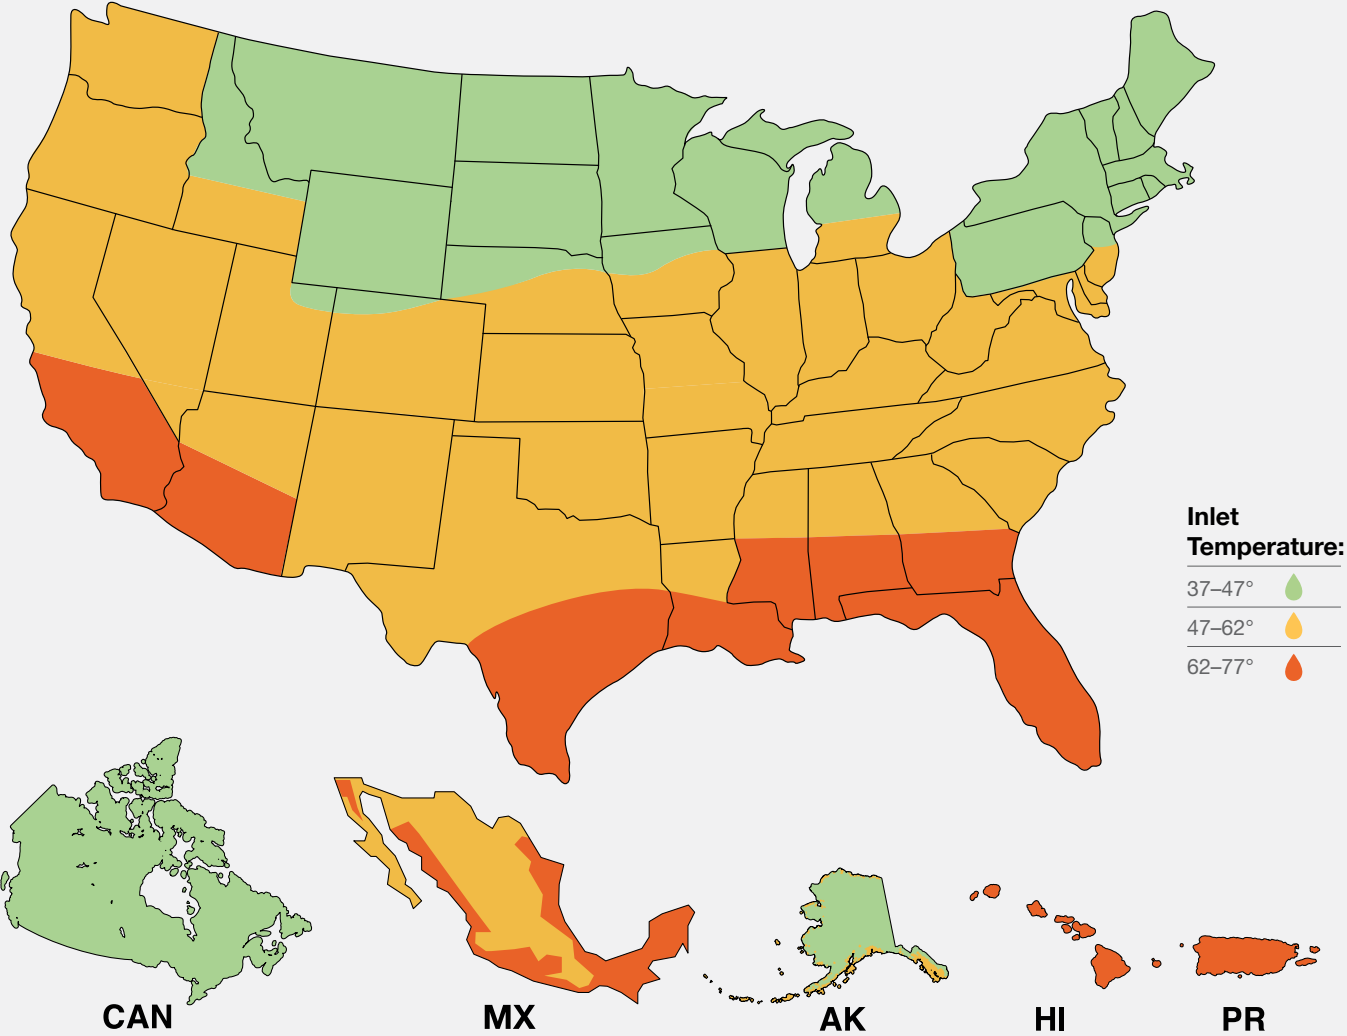 Inlet
Temperature:
37–47°
47–62°
62–77°
CAN
MX
AK
HI
PR